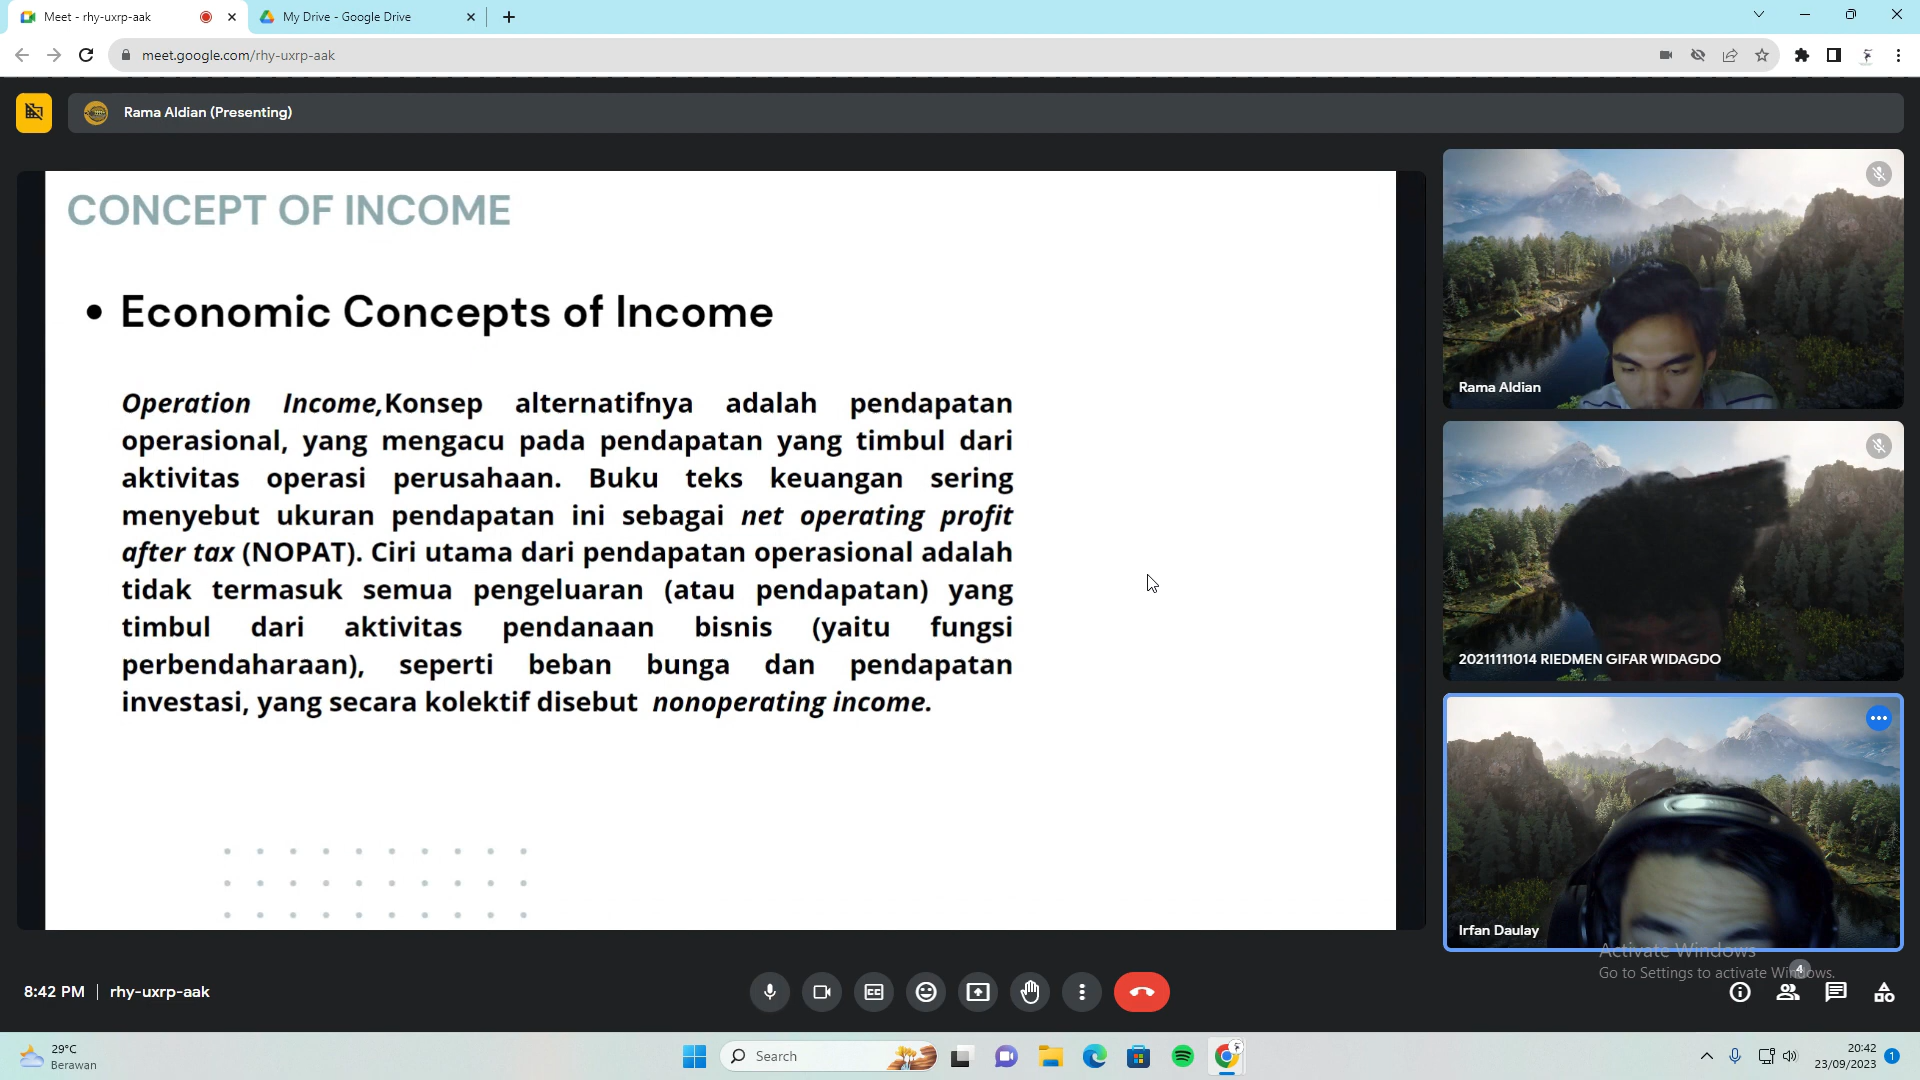 Meet - rhy-uxrp-aak
My Drive - Google Drive
meet.google.com/rhy-uxrp-aak
Rama Aldian (Presenting)
CONCEPT OF INCOME
• Economic Concepts of Income
Operation Income,Konsep alternatifnya adalah pendapatan
operasional, yang mengacu pada pendapatan yang timbul dari
aktivitas operasi perusahaan. Buku teks keuangan sering
menyebut ukuran pendapatan ini sebagai net operating profit
after tax (NOPAT). Ciri utama dari pendapatan operasional adalah
tidak termasuk semua pengeluaran (atau pendapatan) yang
timbul dari aktivitas pendanaan bisnis (yaitu fungsi
perbendaharaan), seperti beban bunga dan pendapatan
investasi, yang secara kolektif disebut nonoperating income.
Rama Aldian
20211111014 RIEDMEN GIFAR WIDAGDO
Irfan Daulay
Activate Windows
Go to Settings to activate Windows.
4
8:42 PM | rhy-uxrp-aak
29°C
Berawan
Search
20:42
23/09/2023
1